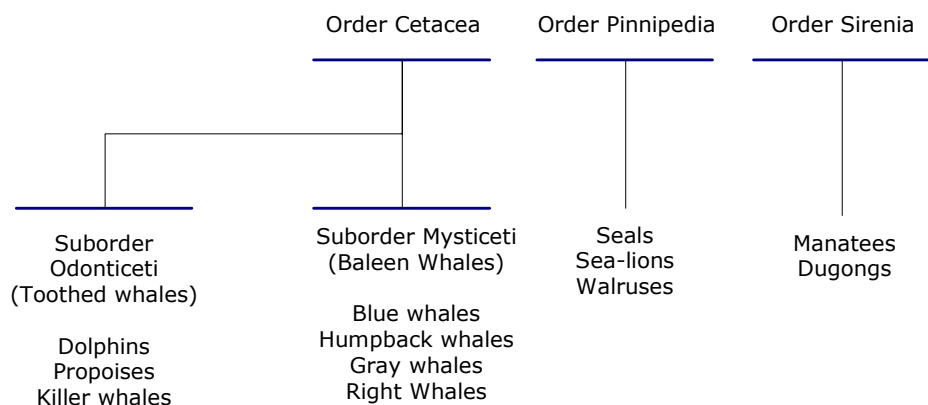 Order Cetacea
Order Pinnipedia
Order Sirenia
Suborder
Odonticeti
(Toothed whales)
Dolphins
Propoises
Killer whales
Suborder Mysticeti
(Baleen Whales)
Blue whales
Humpback whales
Gray whales
Right Whales
Seals
Sea-lions
Walruses
Manatees
Dugongs